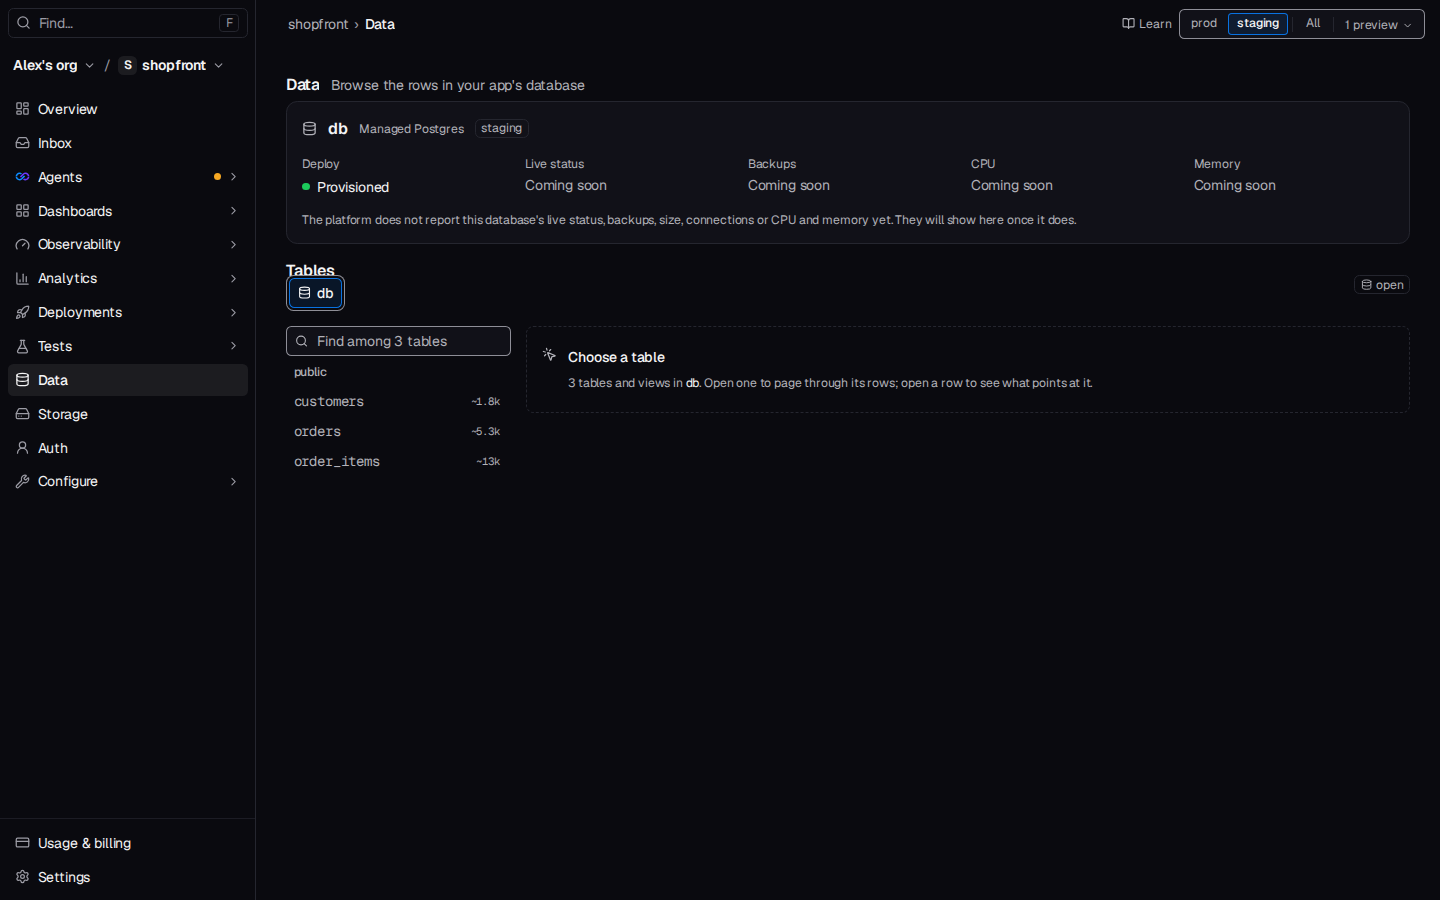 Find... F
Alex's org / S shopfront
Overview
Inbox
Agents
Dashboards
Observability
Analytics
Deployments
Tests
Data
Storage
Auth
Configure
Usage & billing
Settings
shopfront › Data
Learn prod staging All 1 preview
Data Browse the rows in your app's database
db Managed Postgres staging
Deploy Live status Backups CPU Memory
Provisioned Coming soon Coming soon Coming soon Coming soon
The platform does not report this database's live status, backups, size, connections or CPU and memory yet. They will show here once it does.
Tables
db open
Find among 3 tables
public
customers ~1.8k
orders ~5.3k
order_items ~13k
Choose a table
3 tables and views in db. Open one to page through its rows; open a row to see what points at it.